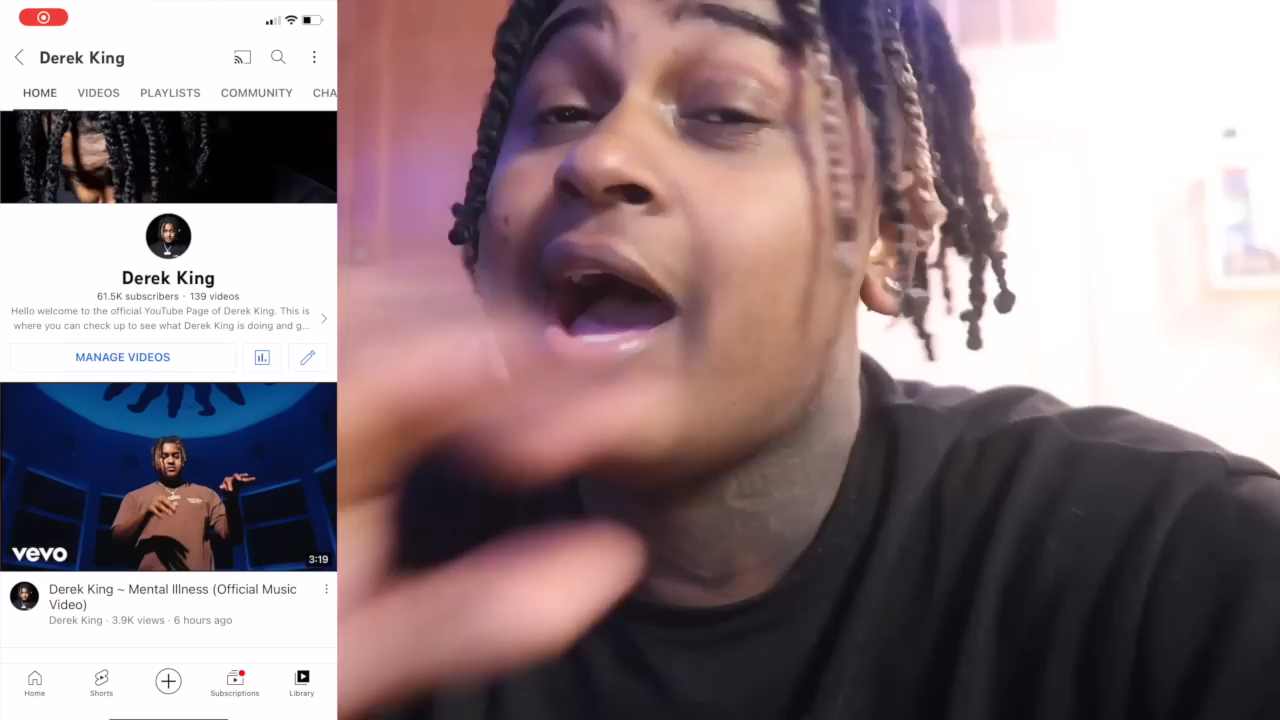 Derek King
HOME VIDEOS PLAYLISTS COMMUNITY CHA
Derek King
61.5K subscribers · 139 videos
Hello welcome to the official YouTube Page of Derek King. This is
where you can check up to see what Derek King is doing and g...
MANAGE VIDEOS
vevo
3:19
Derek King ~ Mental Illness (Official Music
Video)
Derek King · 3.9K views · 6 hours ago
Home Shorts Subscriptions Library